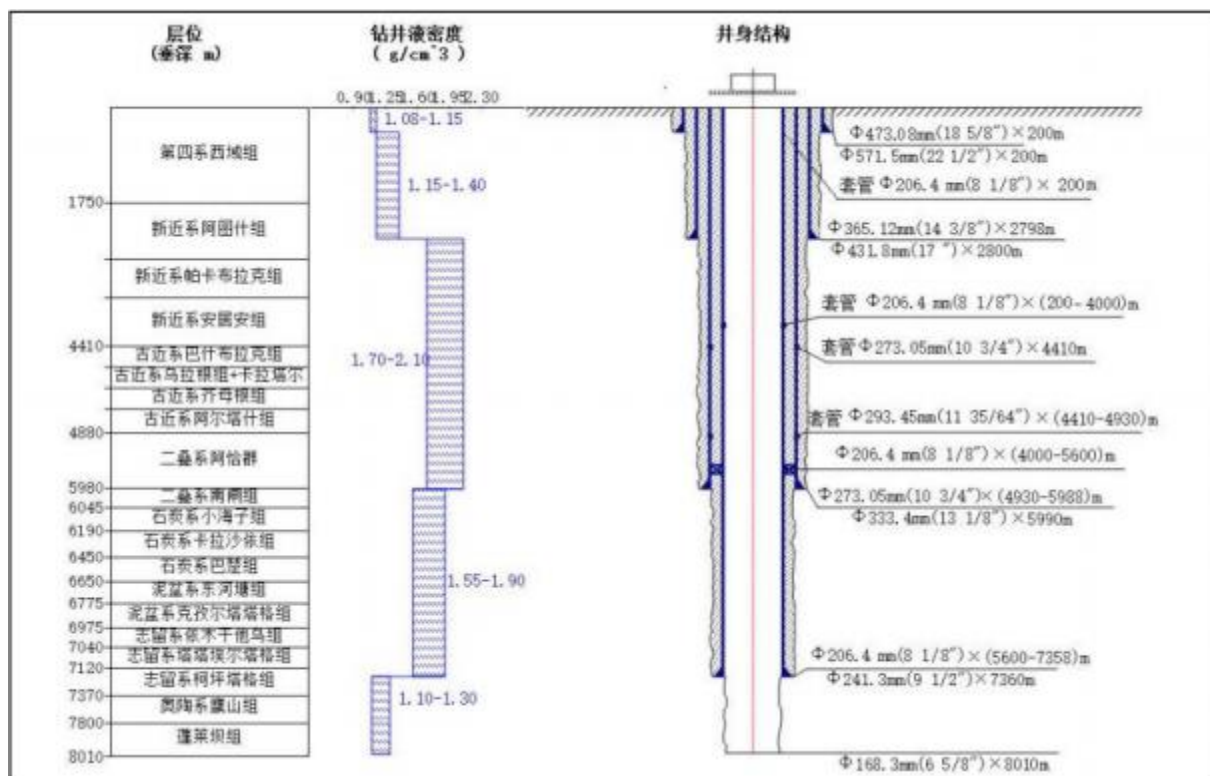 层位
(垂深 m)
钻井液密度
( g/cm^3 )
井身结构
0.90 1.25 1.60 1.95 2.30
第四系西域组
1750
新近系阿图什组
新近系帕卡布拉克组
新近系安居安组
4410
古近系巴什布拉克组
古近系乌拉根组+卡拉塔尔
古近系齐姆根组
古近系阿尔塔什组
4880
二叠系阿恰群
5980
二叠系南闸组
6045
石炭系小海子组
6190
石炭系卡拉沙依组
6450
石炭系巴楚组
6650
泥盆系东河塘组
6775
泥盆系克孜尔塔塔格组
6975
志留系依木干他乌组
7040
志留系塔塔埃尔塔格组
7120
志留系柯坪塔格组
7370
奥陶系鹰山组
7800
蓬莱坝组
8010
1.08-1.15
1.15-1.40
1.70-2.10
1.55-1.90
1.10-1.30
Φ473.08mm(18 5/8″)×200m
Φ571.5mm(22 1/2″)×200m
套管 Φ206.4 mm(8 1/8″)× 200m
Φ365.12mm(14 3/8″)×2798m
Φ431.8mm(17 ″)×2800m
套管 Φ206.4 mm(8 1/8″)×(200-4000)m
套管 Φ273.05mm(10 3/4″)×4410m
套管 Φ293.45mm(11 35/64″)×(4410-4930)m
Φ206.4 mm(8 1/8″)×(4000-5600)m
Φ273.05mm(10 3/4″)×(4930-5988)m
Φ333.4mm(13 1/8″)×5990m
Φ206.4 mm(8 1/8″)×(5600-7358)m
Φ241.3mm(9 1/2″)×7360m
Φ168.3mm(6 5/8″)×8010m